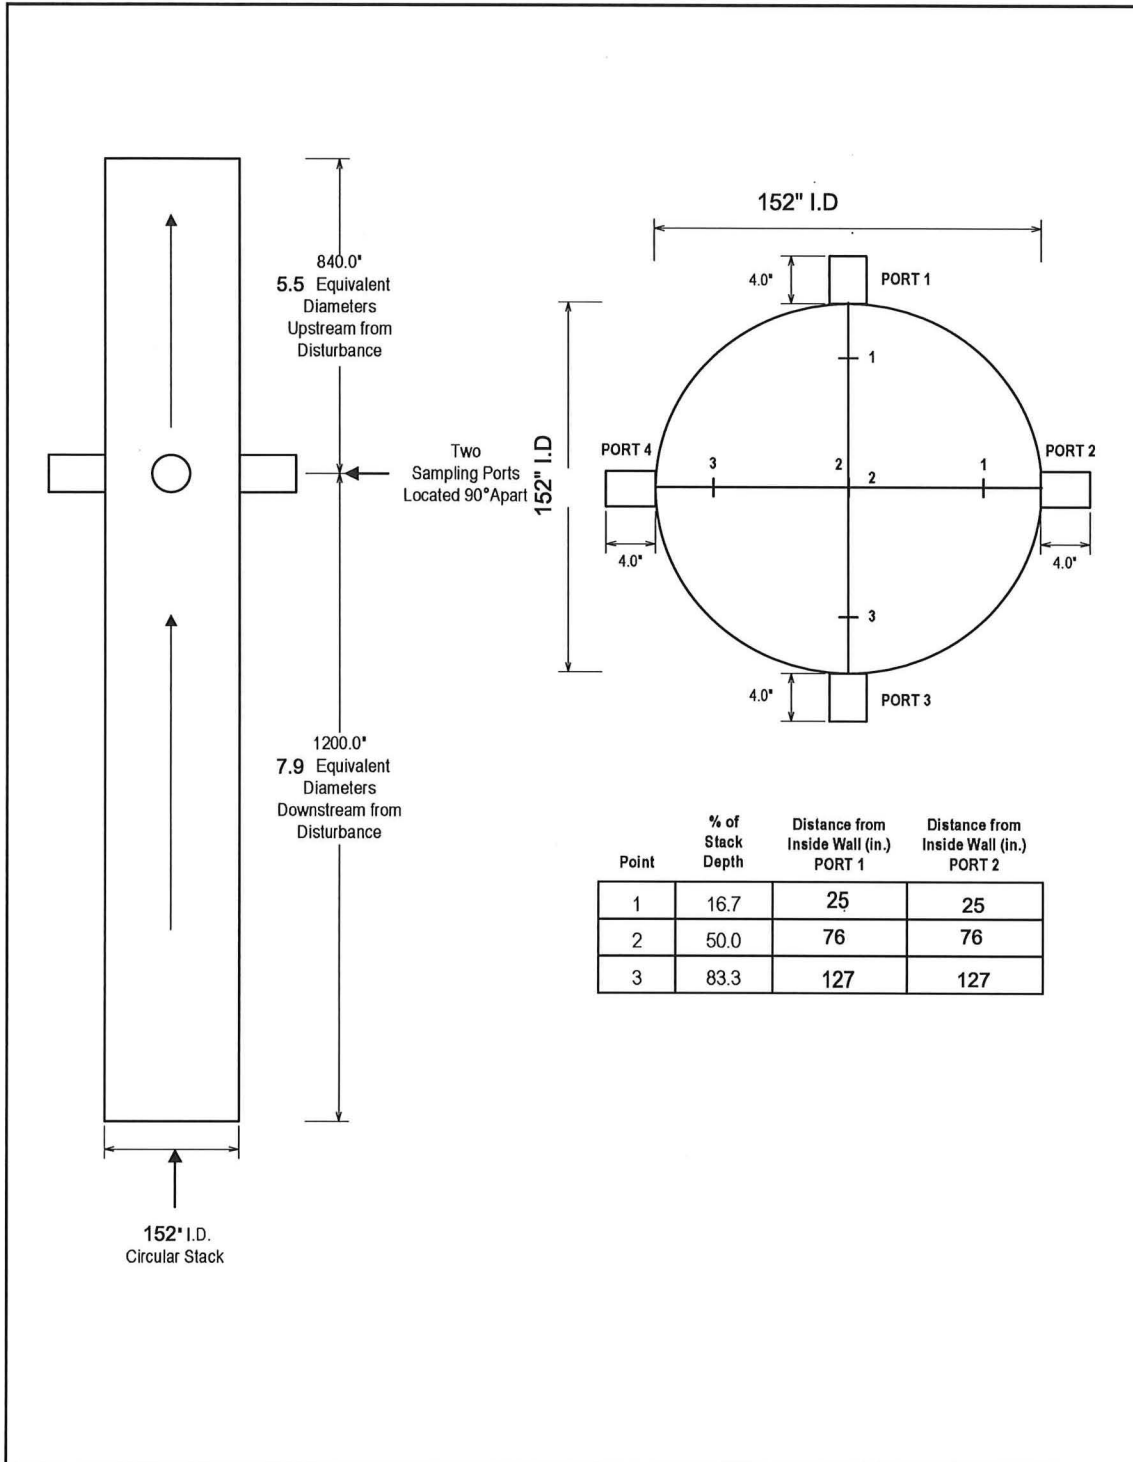 840.0"
5.5 Equivalent
Diameters
Upstream from
Disturbance
Two
Sampling Ports
Located 90°Apart
1200.0"
7.9 Equivalent
Diameters
Downstream from
Disturbance
152" I.D.
Circular Stack
152" I.D
152" I.D
4.0"
PORT 1
1
PORT 4
3
2
2
1
PORT 2
4.0"
4.0"
3
4.0"
PORT 3
Point
% of
Stack
Depth
Distance from
Inside Wall (in.)
PORT 1
Distance from
Inside Wall (in.)
PORT 2
1 16.7 25 25
2 50.0 76 76
3 83.3 127 127